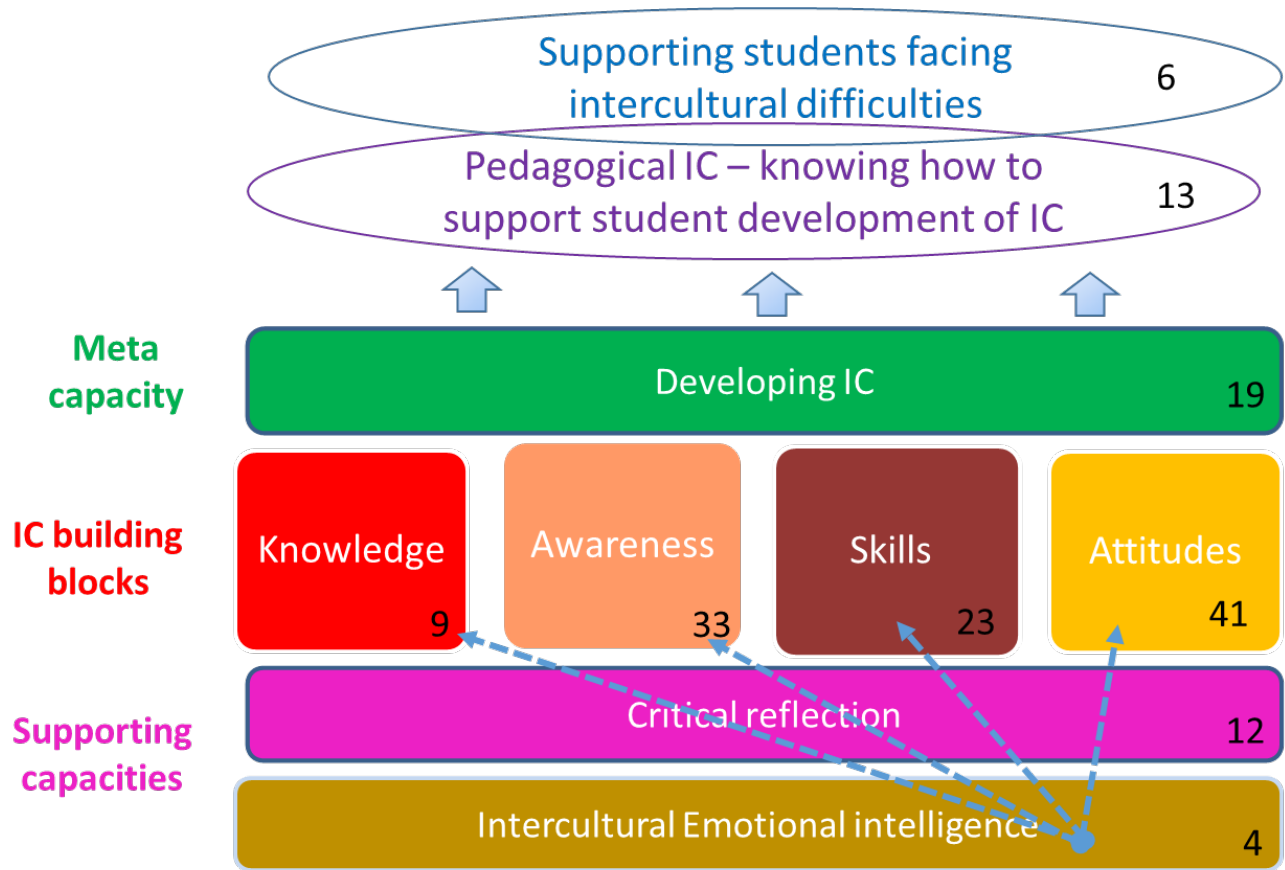 Supporting students facing
intercultural difficulties
6
Pedagogical IC – knowing how to
support student development of IC
13
Meta
capacity
Developing IC
19
IC building
blocks
Knowledge
9
Awareness
33
Skills
23
Attitudes
41
Supporting
capacities
Critical reflection
12
Intercultural Emotional intelligence
4